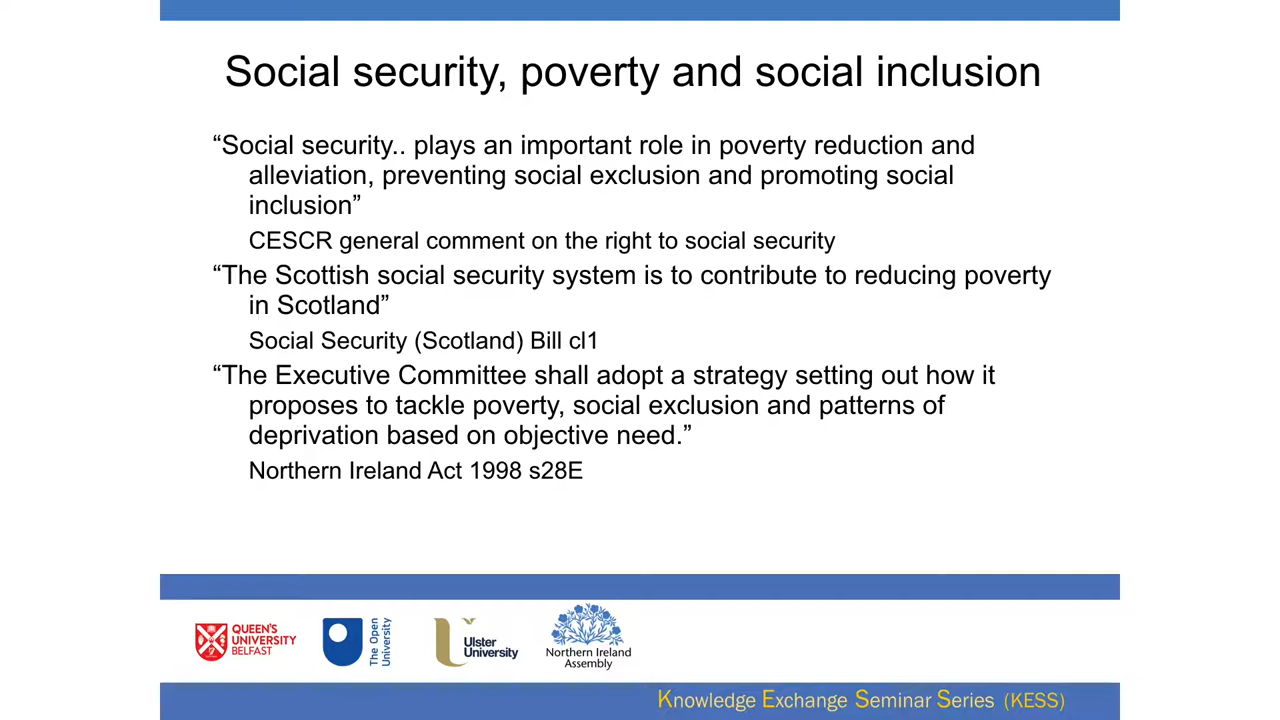 Social security, poverty and social inclusion
“Social security.. plays an important role in poverty reduction and
alleviation, preventing social exclusion and promoting social
inclusion”
CESCR general comment on the right to social security
“The Scottish social security system is to contribute to reducing poverty
in Scotland”
Social Security (Scotland) Bill cl1
“The Executive Committee shall adopt a strategy setting out how it
proposes to tackle poverty, social exclusion and patterns of
deprivation based on objective need.”
Northern Ireland Act 1998 s28E
QUEEN'S
UNIVERSITY
BELFAST
The Open
University
Ulster
University
Northern Ireland
Assembly
Knowledge Exchange Seminar Series (KESS)